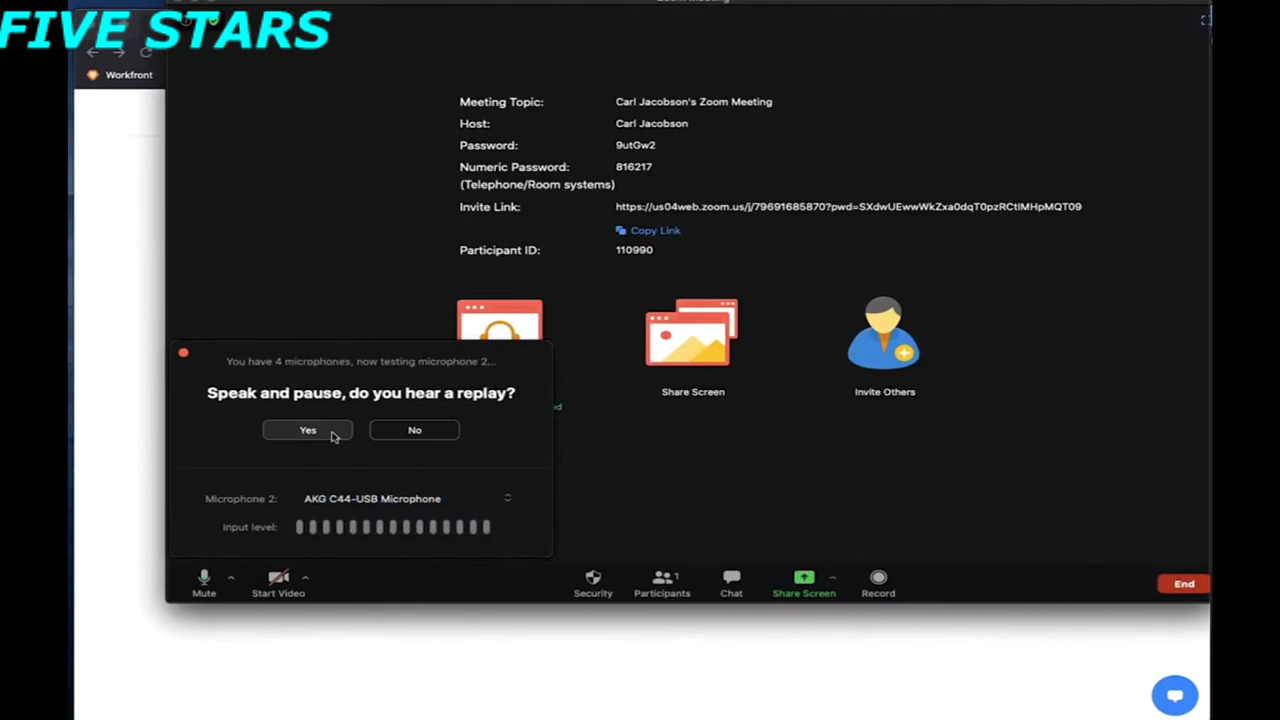 FIVE STARS
Workfront
Meeting Topic: Carl Jacobson's Zoom Meeting
Host: Carl Jacobson
Password: 9utGw2
Numeric Password: 816217
(Telephone/Room systems)
Invite Link: https://us04web.zoom.us/j/79691685870?pwd=SXdwUEwwWkZxa0dqT0pzRCtlMHpMQT09
Copy Link
Participant ID: 110990
Share Screen
Invite Others
You have 4 microphones, now testing microphone 2...
Speak and pause, do you hear a replay?
Yes No
Microphone 2: AKG C44-USB Microphone
Input level:
Mute Start Video Security Participants 1 Chat Share Screen Record End